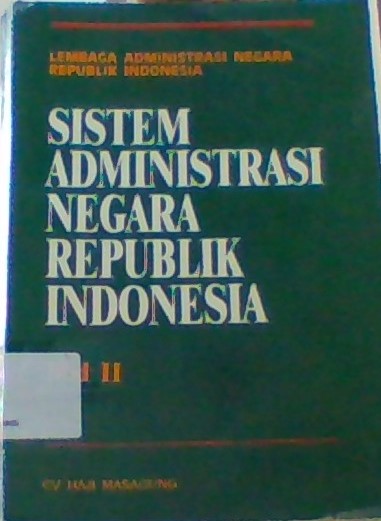 LEMBAGA ADMINISTRASI NEGARA
REPUBLIK INDONESIA
SISTEM
ADMINISTRASI
NEGARA
REPUBLIK
INDONESIA
II
CV HAJI MASAGUNG